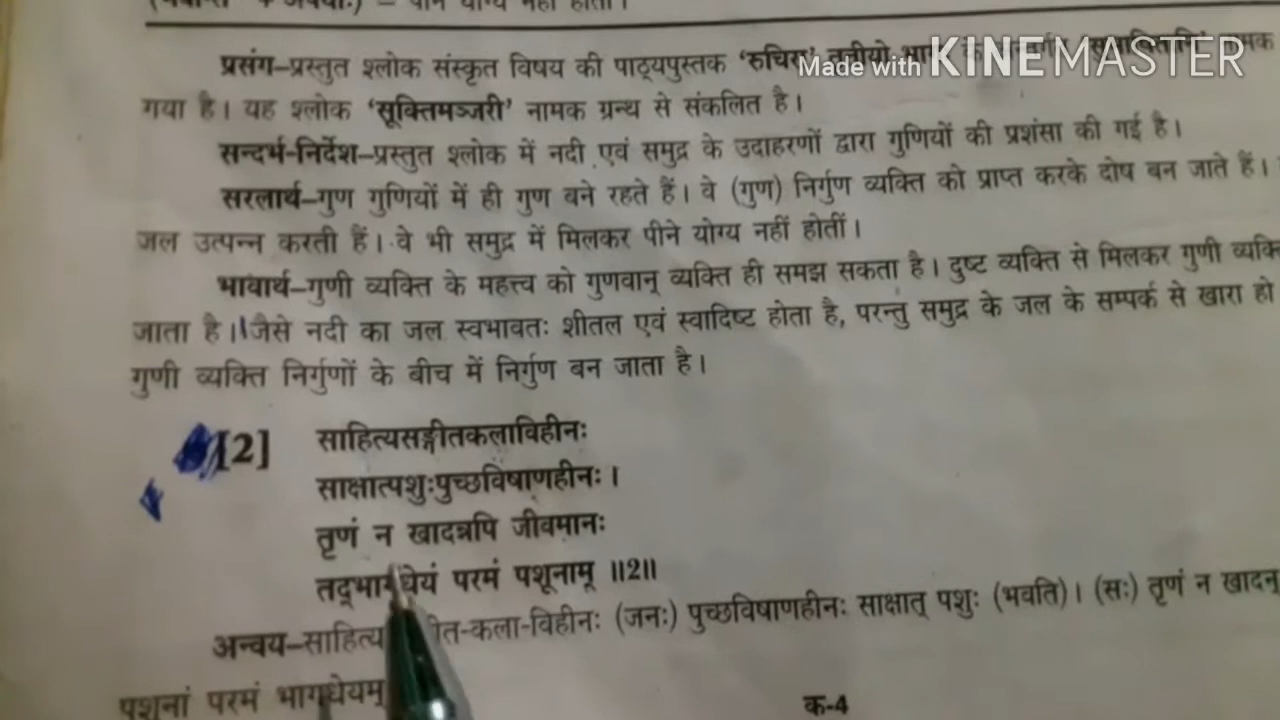 पीने योग्य नहीं होता।
Made with KINEMASTER
प्रसंग–प्रस्तुत श्लोक संस्कृत विषय की पाठ्यपुस्तक ‘रुचिरा’ तृतीयो
गया है। यह श्लोक ‘सूक्तिमञ्जरी’ नामक ग्रन्थ से संकलित है।
सन्दर्भ-निर्देश–प्रस्तुत श्लोक में नदी एवं समुद्र के उदाहरणों द्वारा गुणियों की प्रशंसा की गई है।
सरलार्थ–गुण गुणियों में ही गुण बने रहते हैं। वे (गुण) निर्गुण व्यक्ति को प्राप्त करके दोष बन जाते हैं।
जल उत्पन्न करती हैं। वे भी समुद्र में मिलकर पीने योग्य नहीं होतीं।
भावार्थ–गुणी व्यक्ति के महत्त्व को गुणवान् व्यक्ति ही समझ सकता है। दुष्ट व्यक्ति से मिलकर गुणी
जाता है। जैसे नदी का जल स्वभावतः शीतल एवं स्वादिष्ट होता है, परन्तु समुद्र के जल के सम्पर्क से खारा हो
गुणी व्यक्ति निर्गुणों के बीच में निर्गुण बन जाता है।
[2] साहित्यसङ्गीतकलाविहीनः
साक्षात्पशुःपुच्छविषाणहीनः।
तृणं न खादन्नपि जीवमानः
तद्भागधेयं परमं पशूनाम् ॥2॥
अन्वय–साहित्य त-कला-विहीनः (जनः) पुच्छविषाणहीनः साक्षात् पशुः (भवति)। (सः) तृणं न खादन्
पशूनां परमं भागधेयम्
क-4